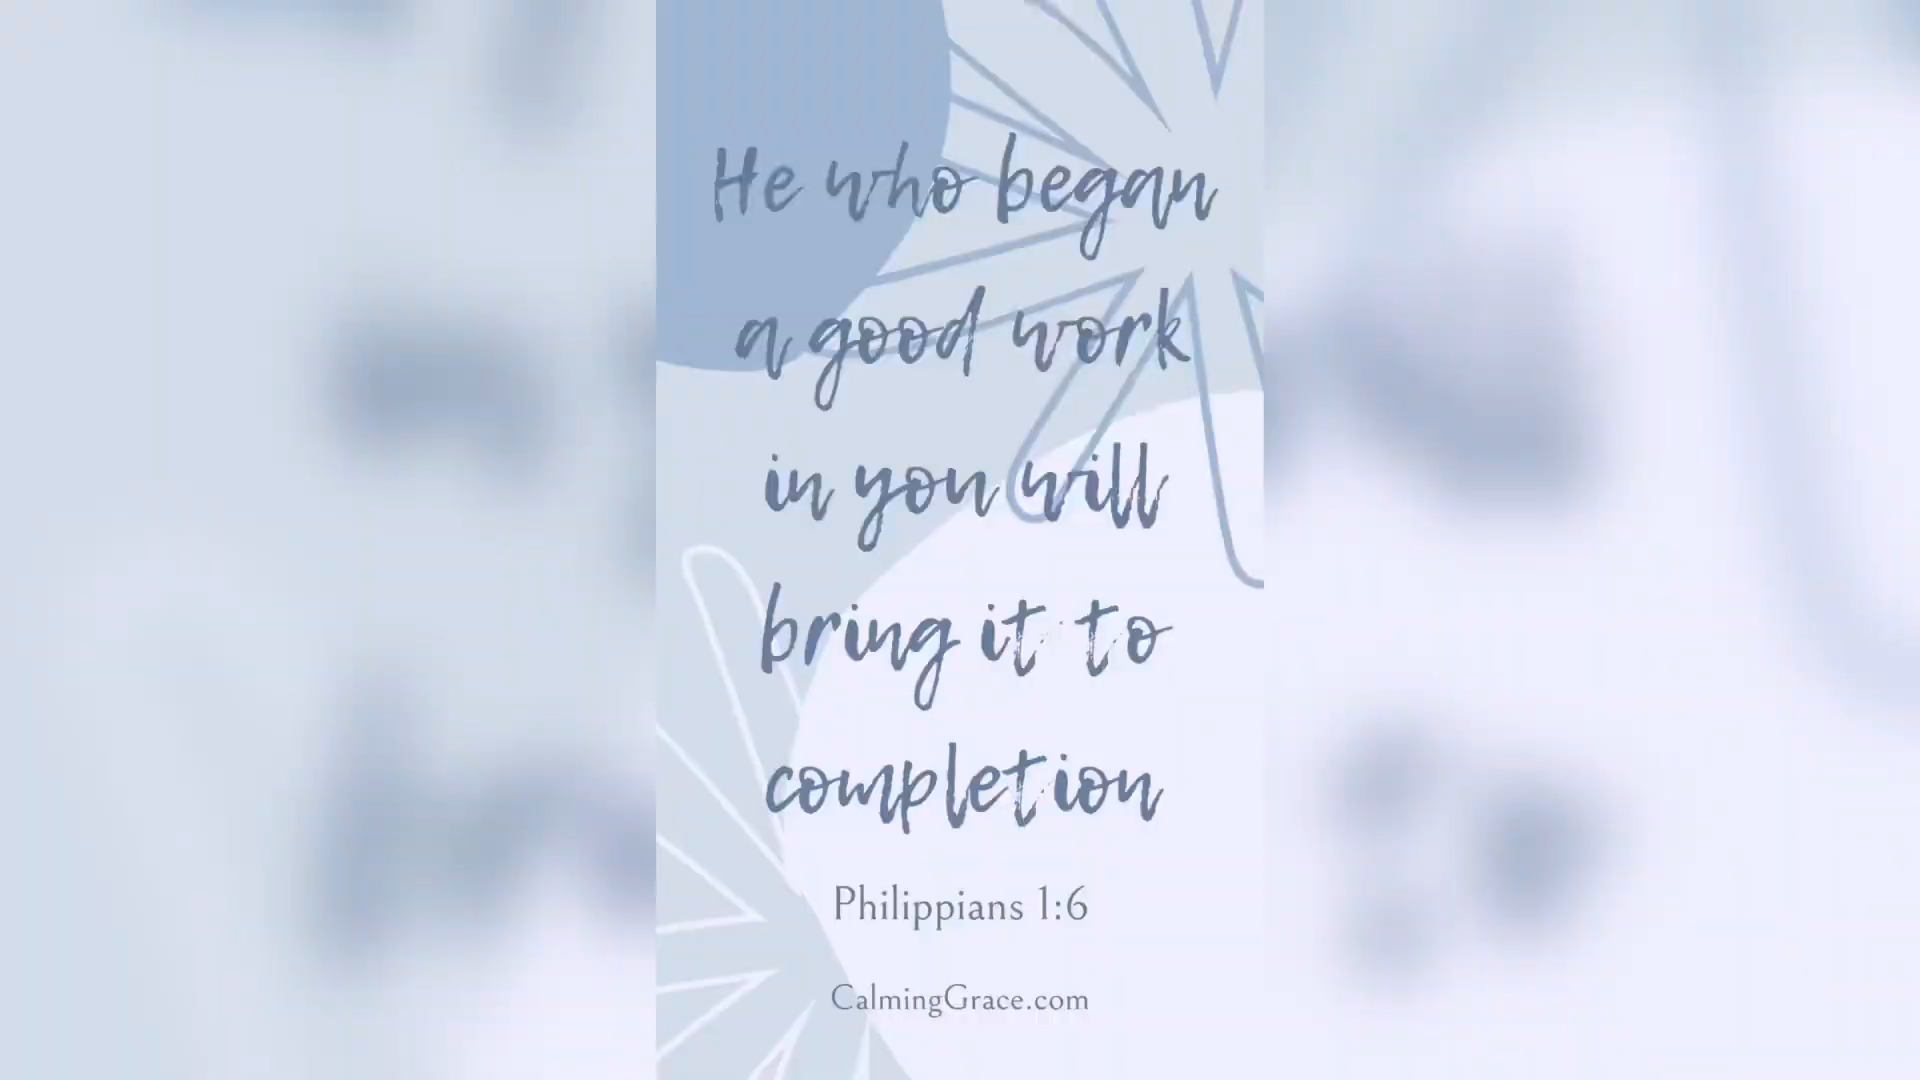 He who began
a good work
in you will
bring it to
completion
Philippians 1:6
CalmingGrace.com